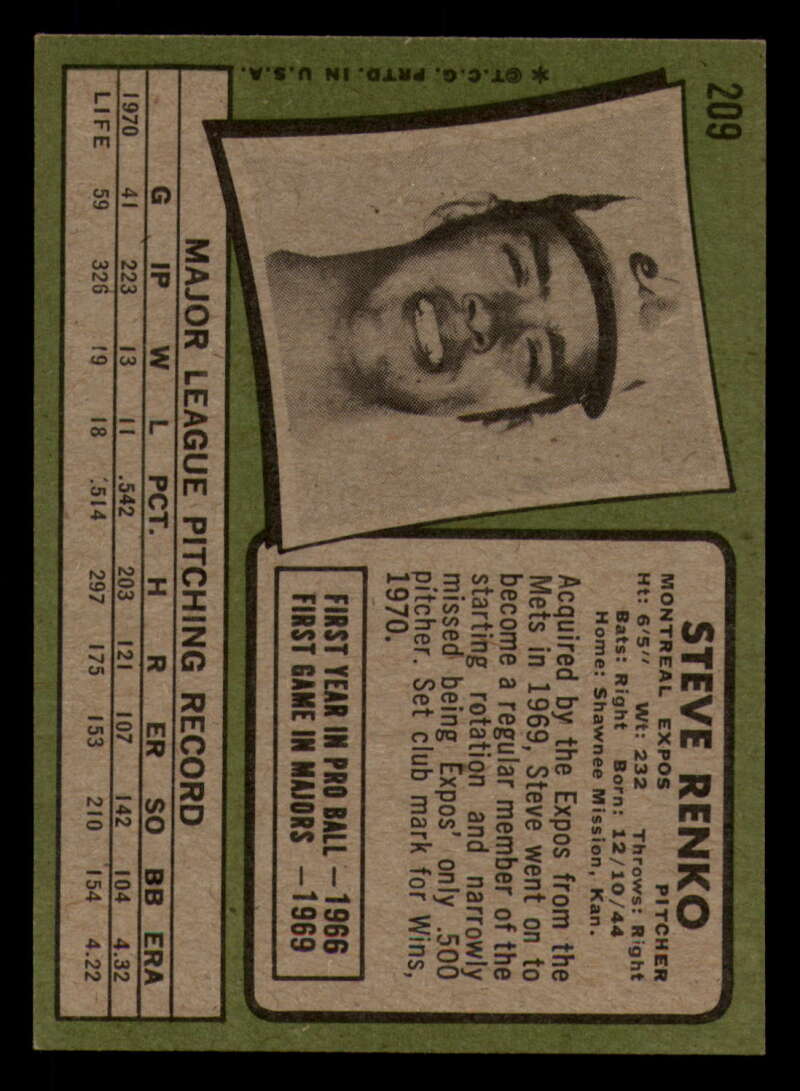 209
STEVE RENKO
MONTREAL EXPOS PITCHER
Ht: 6'5" Wt: 232 Throws: Right
Bats: Right Born: 12/10/44
Home: Shawnee Mission, Kan.
Acquired by the Expos from the
Mets in 1969, Steve went on to
become a regular member of the
starting rotation and narrowly
missed being Expos' only .500
pitcher. Set club mark for Wins,
1970.
FIRST YEAR IN PRO BALL —1966
FIRST GAME IN MAJORS —1969
e
MAJOR LEAGUE PITCHING RECORD
G IP W L PCT. H R ER SO BB ERA
1970 41 223 13 11 .542 203 121 107 142 104 4.32
LIFE 59 326 19 18 .514 297 175 153 210 154 4.22
* ©T.C.G. PRTD. IN U.S.A.